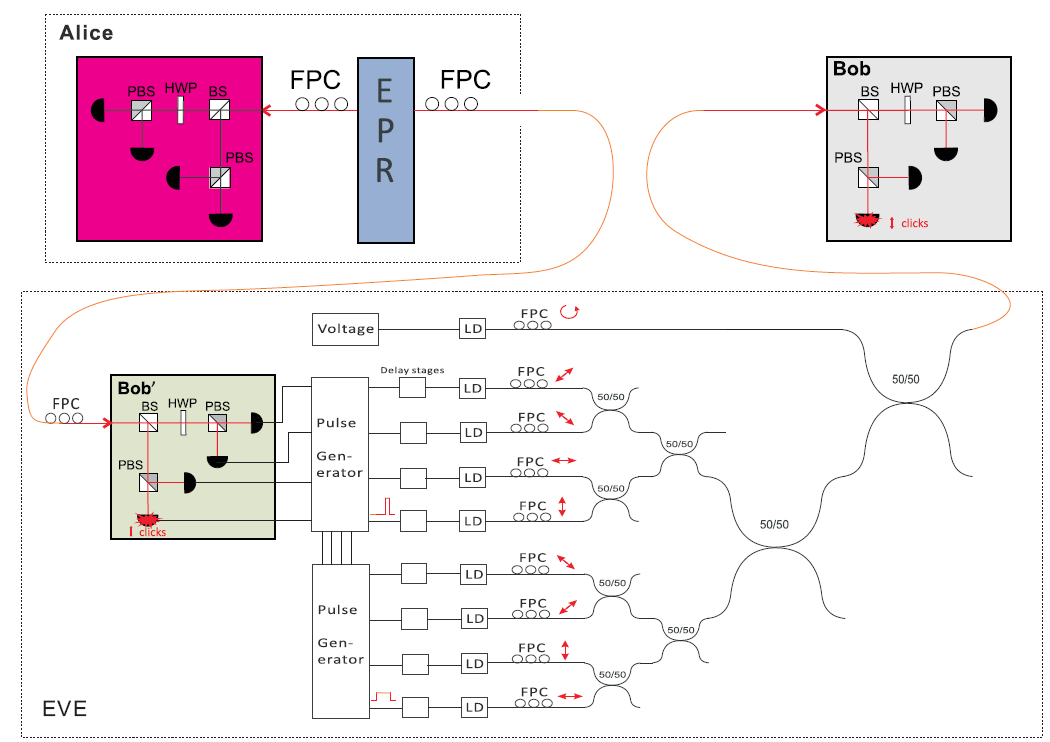 Alice
PBS
HWP
BS
PBS
FPC
E
P
R
FPC
Bob
BS
HWP
PBS
PBS
clicks
Voltage
LD
FPC
50/50
Delay stages
FPC
Bob′
BS
HWP
PBS
PBS
clicks
Pulse
Gen-
erator
LD
FPC
50/50
LD
FPC
50/50
LD
FPC
50/50
LD
FPC
50/50
Pulse
Gen-
erator
LD
FPC
50/50
LD
FPC
50/50
LD
FPC
50/50
LD
FPC
EVE